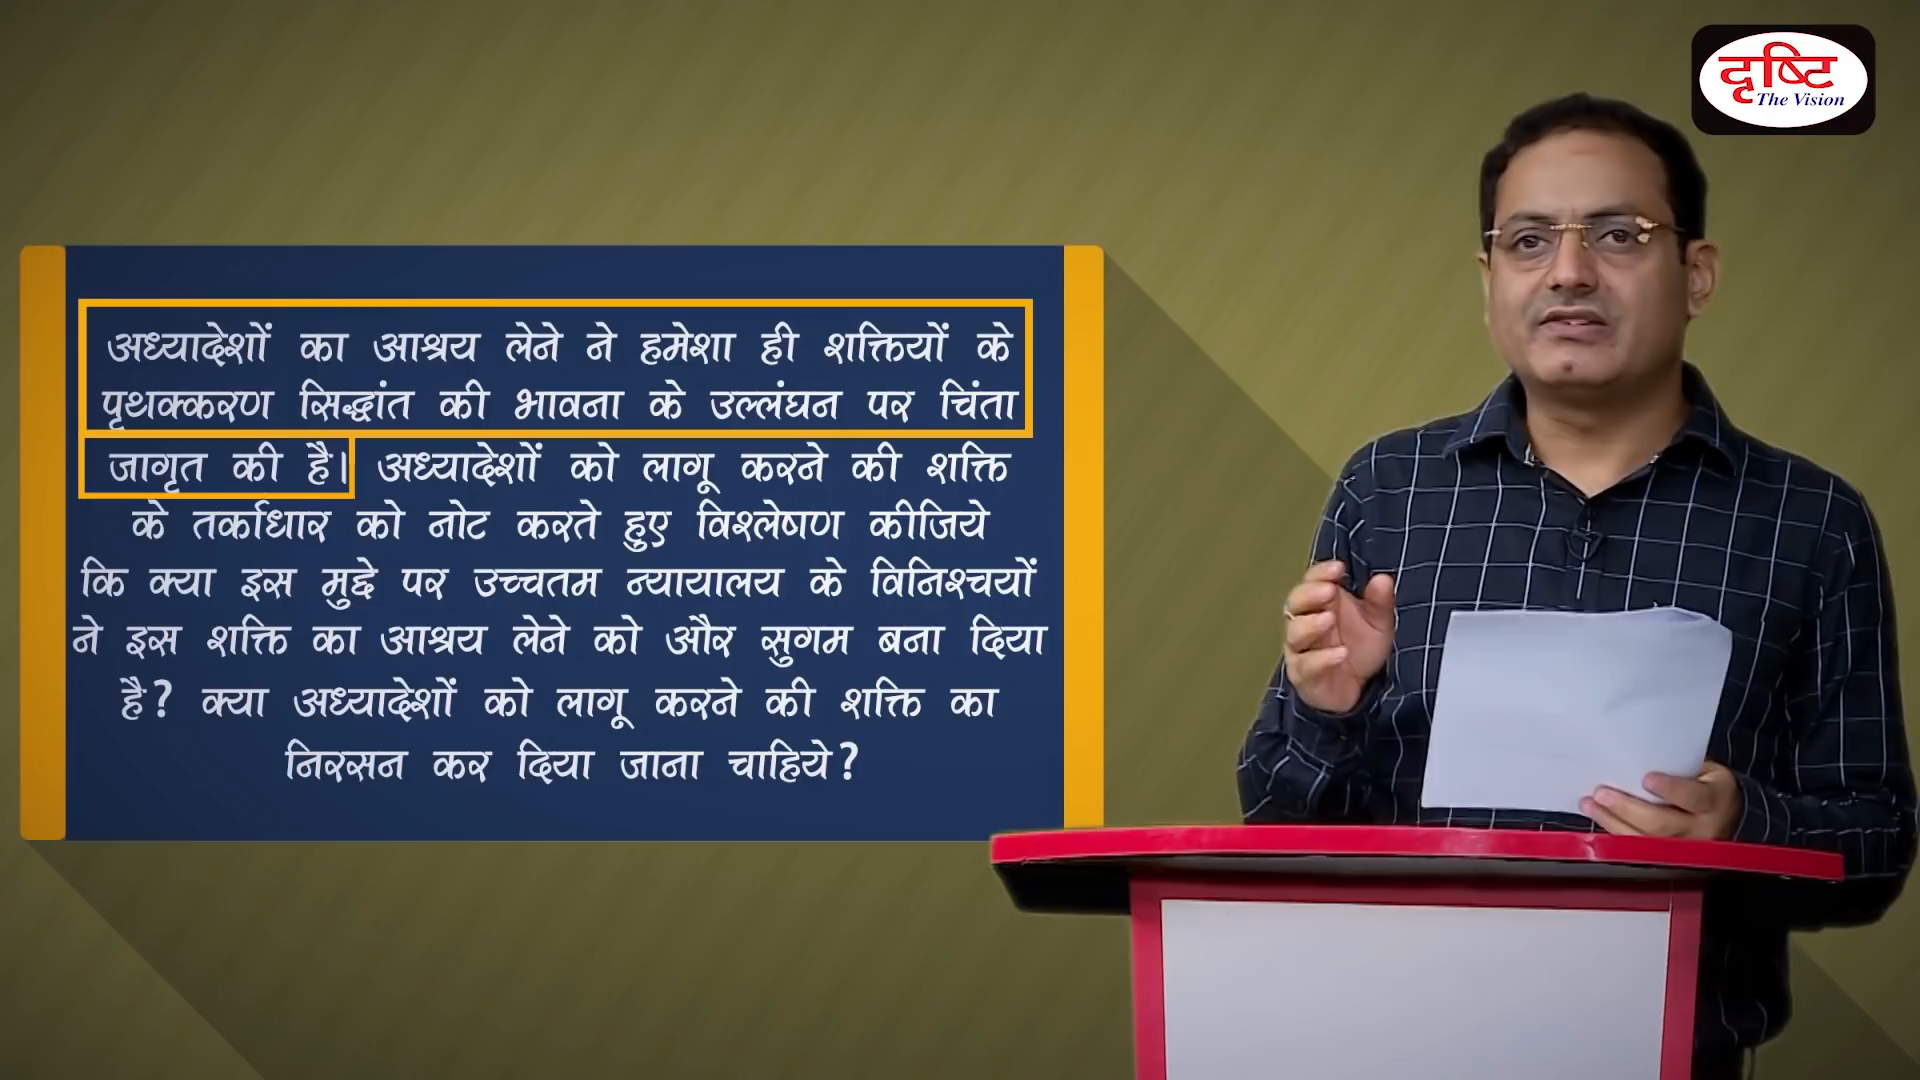 दृष्टि
The Vision
अध्यादेशों का आश्रय लेने ने हमेशा ही शक्तियों के
पृथक्करण सिद्धांत की भावना के उल्लंघन पर चिंता
जागृत की है। अध्यादेशों को लागू करने की शक्ति
के तर्काधार को नोट करते हुए विश्लेषण कीजिये
कि क्या इस मुद्दे पर उच्चतम न्यायालय के विनिश्चयों
ने इस शक्ति का आश्रय लेने को और सुगम बना दिया
है? क्या अध्यादेशों को लागू करने की शक्ति का
निरसन कर दिया जाना चाहिये?